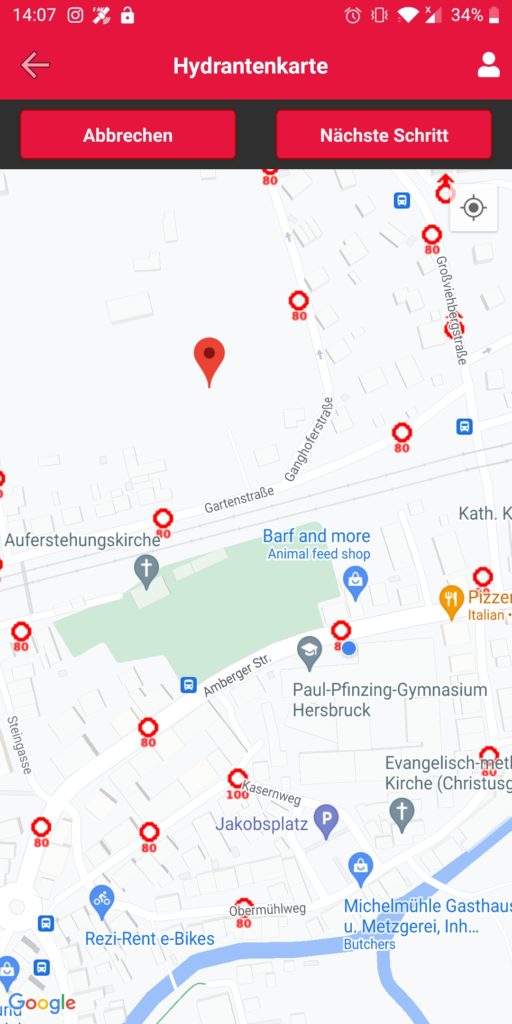 14:07
34%
Hydrantenkarte
Abbrechen
Nächste Schritt
80
80
80
Großviehbergstraße
Ganghoferstraße
80
Gartenstraße
80
Kath. K
Auferstehungskirche
Barf and more
Animal feed shop
Pizzer
Italian •
80
Paul-Pfinzing-Gymnasium
Hersbruck
Amberger Str.
Steingasse
80
80
Evangelisch-meth
Kirche (Christusg
100
Kasernweg
Jakobsplatz
80
80
Obermühlweg
80
Michelmühle Gasthaus
u. Metzgerei, Inh...
Butchers
Rezi-Rent e-Bikes
Google